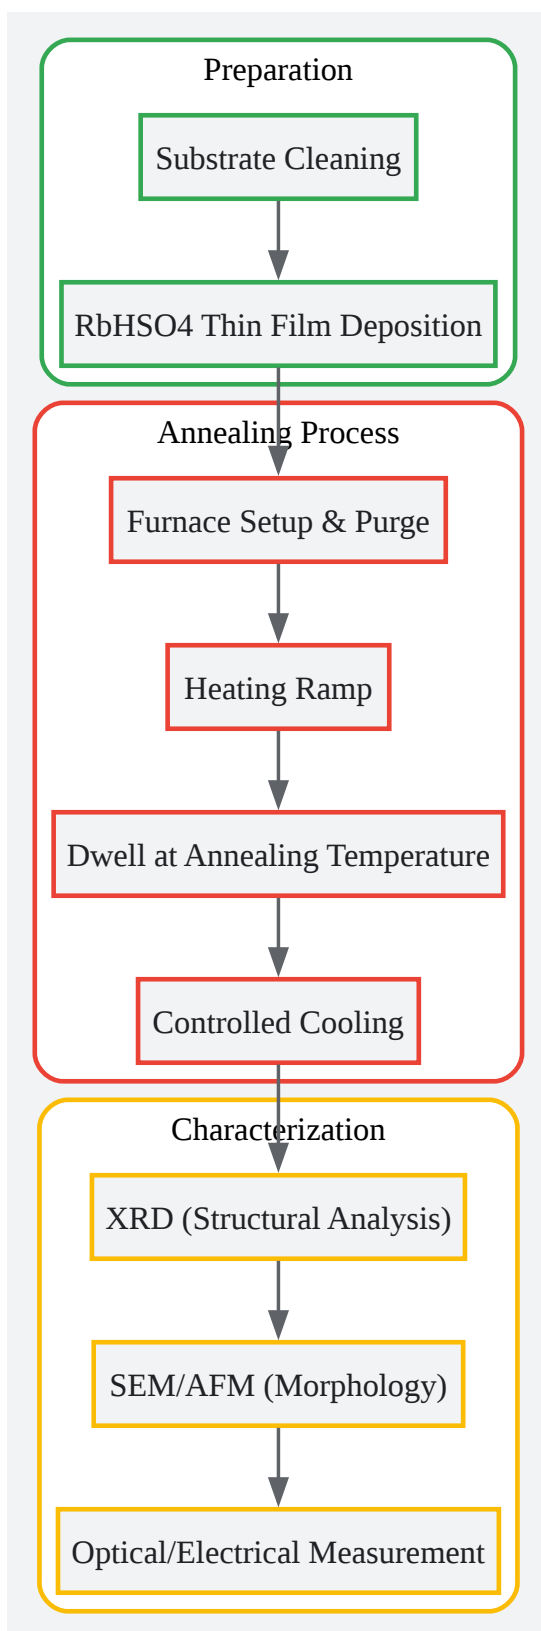 Preparation
Substrate Cleaning
RbHSO4 Thin Film Deposition
Annealing Process
Furnace Setup & Purge
Heating Ramp
Dwell at Annealing Temperature
Controlled Cooling
Characterization
XRD (Structural Analysis)
SEM/AFM (Morphology)
Optical/Electrical Measurement